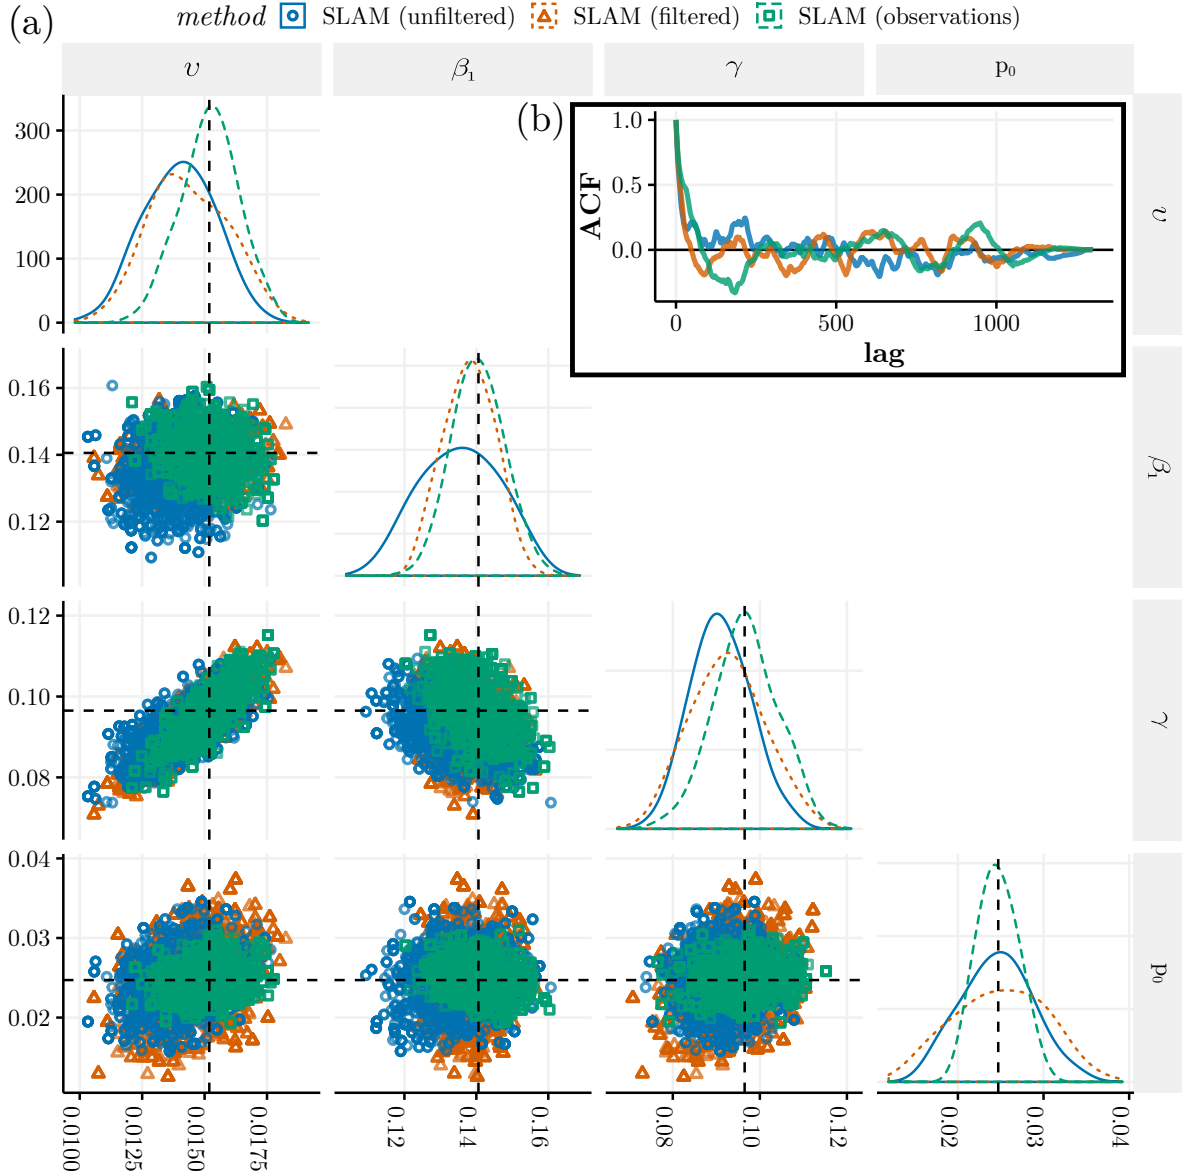 (a) method SLAM (unfiltered) SLAM (filtered) SLAM (observations)
υ β₁ γ p₀
300
200
100
0
(b)
1.0
0.5
0.0
ACF
0 500 1000
lag
υ
0.16
0.14
0.12
β₁
0.12
0.10
0.08
γ
0.04
0.03
0.02
p₀
0.0100 0.0150 0.0175 0.12 0.14 0.16 0.08 0.10 0.12 0.02 0.03 0.04